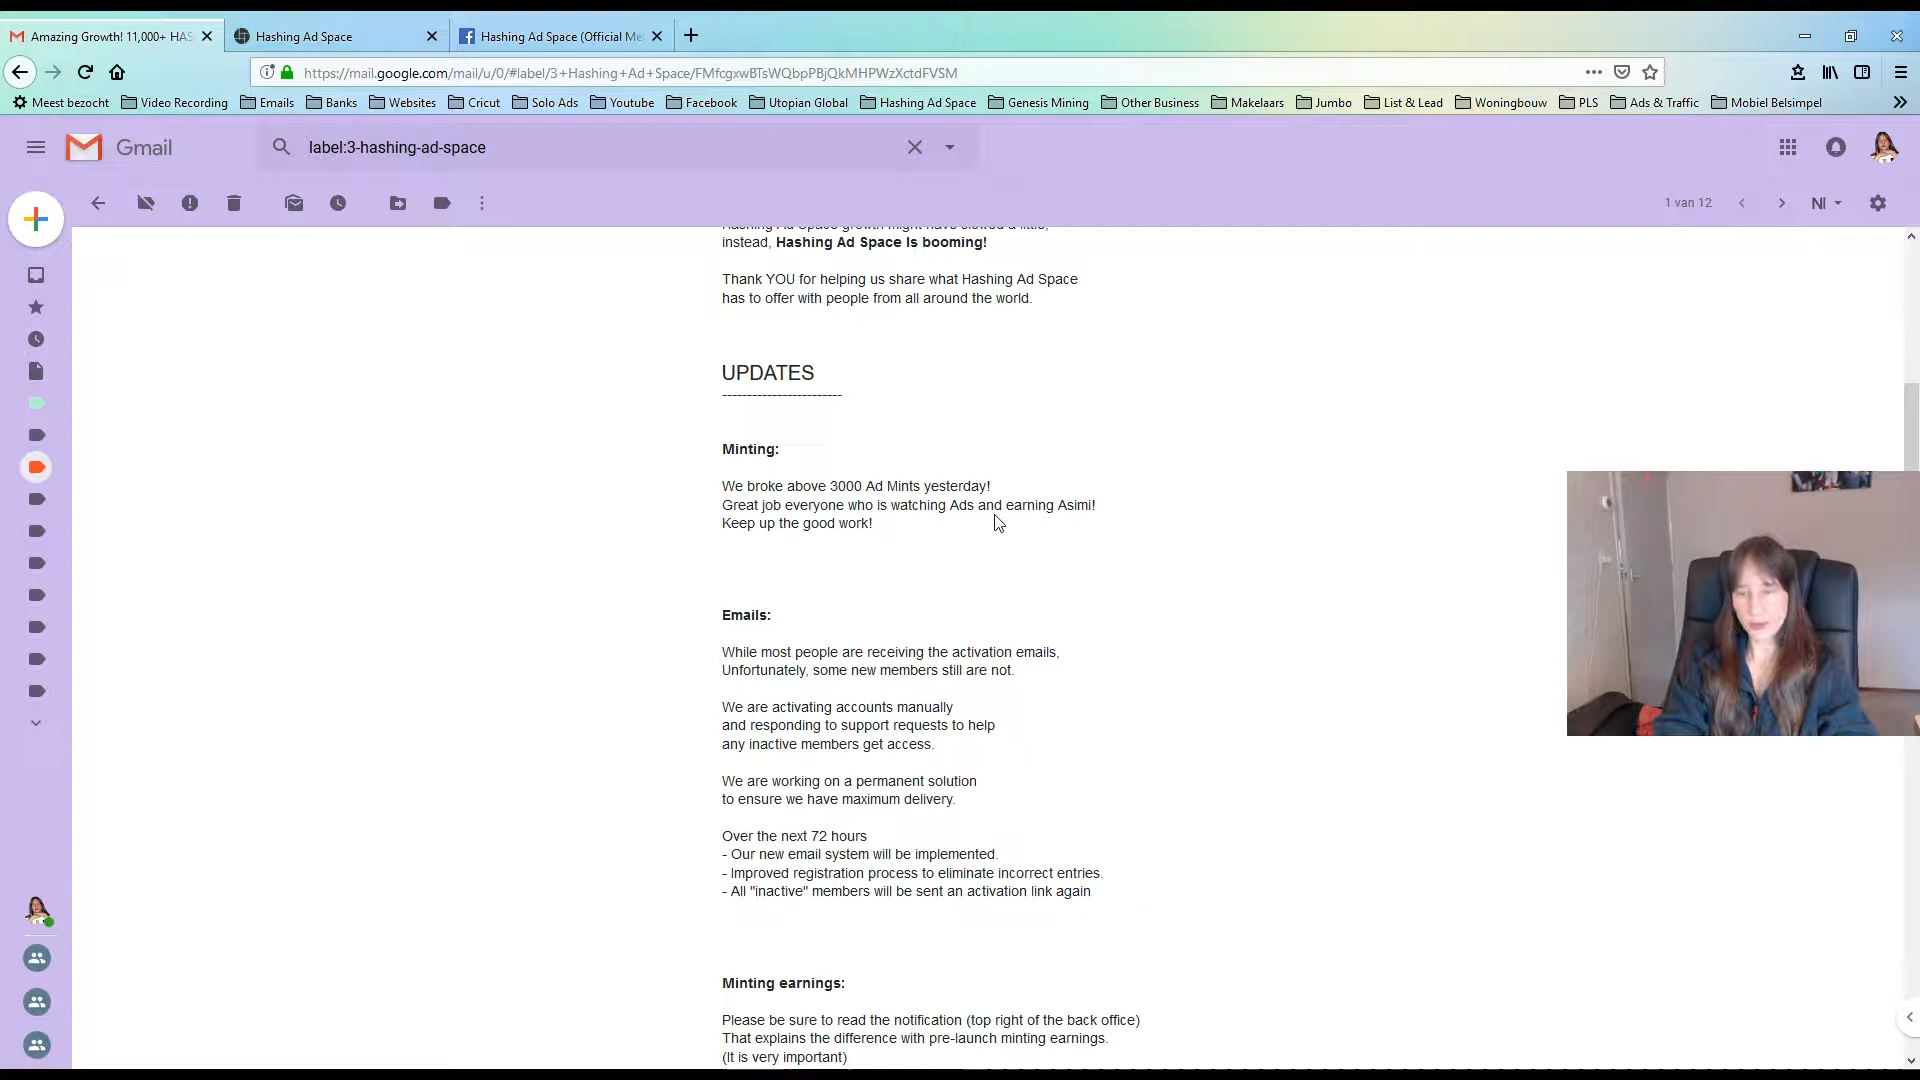 Amazing Growth! 11,000+ HAS
Hashing Ad Space
Hashing Ad Space (Official Me
https://mail.google.com/mail/u/0/#label/3+Hashing+Ad+Space/FMfcgxwBTsWQbpPBjQkMHPWzXctdFVSM
Meest bezocht Video Recording Emails Banks Websites Cricut Solo Ads Youtube Facebook Utopian Global Hashing Ad Space Genesis Mining Other Business Makelaars Jumbo List & Lead Woningbouw PLS Ads & Traffic Mobiel Belsimpel
Gmail
label:3-hashing-ad-space
1 van 12
Nl
Hashing Ad Space growth might have slowed a little,
instead, Hashing Ad Space Is booming!
Thank YOU for helping us share what Hashing Ad Space
has to offer with people from all around the world.
UPDATES
------------------------
Minting:
We broke above 3000 Ad Mints yesterday!
Great job everyone who is watching Ads and earning Asimi!
Keep up the good work!
Emails:
While most people are receiving the activation emails,
Unfortunately, some new members still are not.
We are activating accounts manually
and responding to support requests to help
any inactive members get access.
We are working on a permanent solution
to ensure we have maximum delivery.
Over the next 72 hours
- Our new email system will be implemented.
- Improved registration process to eliminate incorrect entries.
- All "inactive" members will be sent an activation link again
Minting earnings:
Please be sure to read the notification (top right of the back office)
That explains the difference with pre-launch minting earnings.
(It is very important)